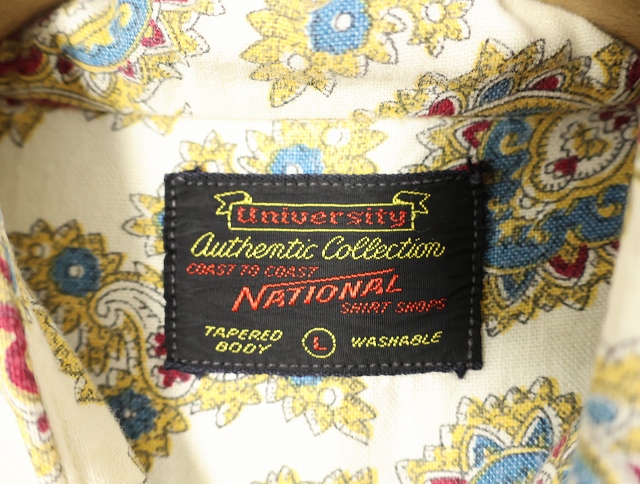 University
Authentic Collection
COAST TO COAST
NATIONAL
SHIRT SHOPS
TAPERED
BODY
L
WASHABLE